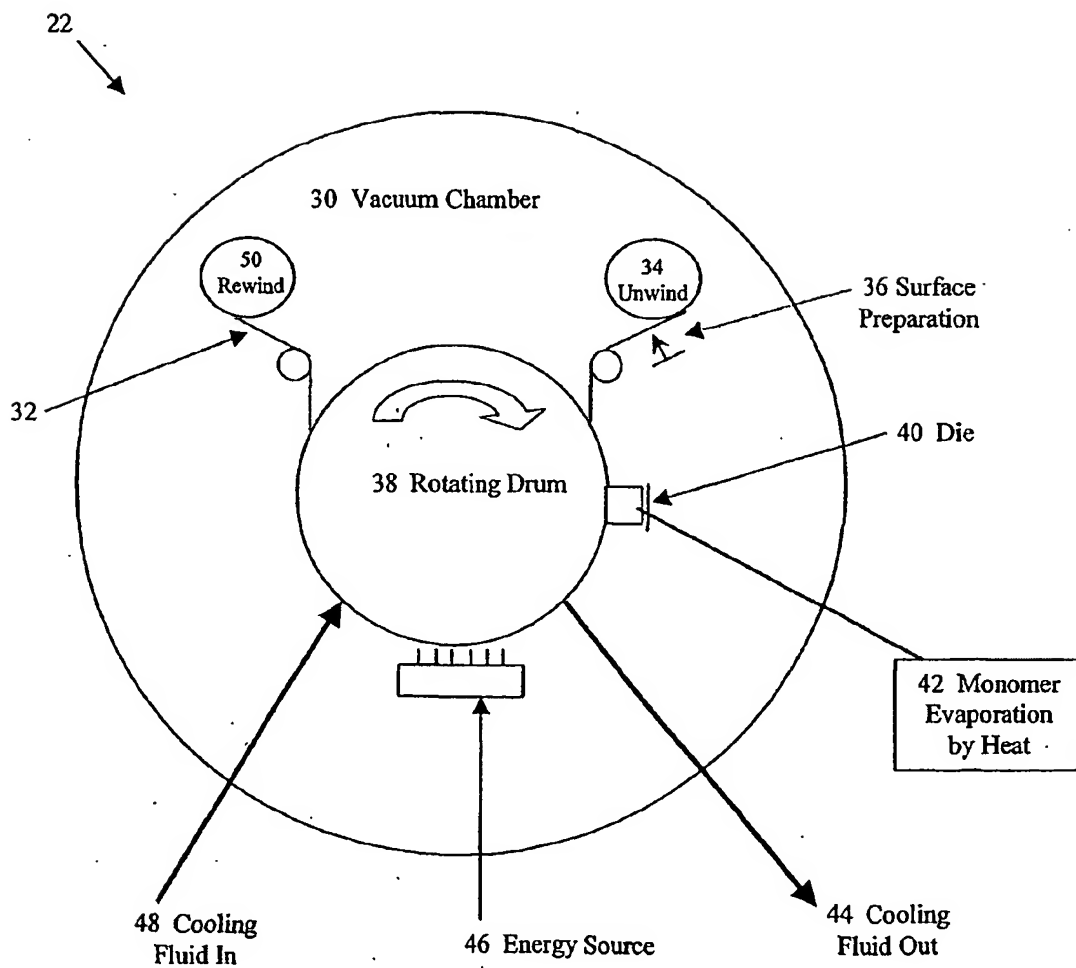 22
30 Vacuum Chamber
50
Rewind
34
Unwind
36 Surface
Preparation
32
40 Die
38 Rotating Drum
42 Monomer
Evaporation
by Heat
48 Cooling
Fluid In
46 Energy Source
44 Cooling
Fluid Out